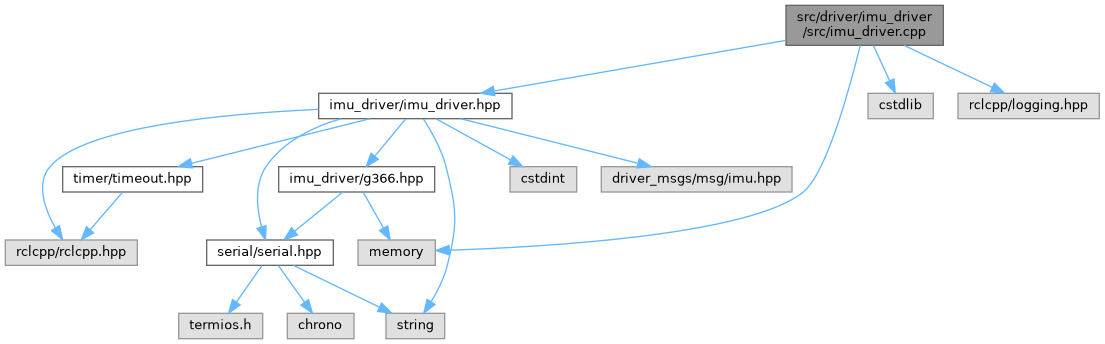 src/driver/imu_driver
/src/imu_driver.cpp
imu_driver/imu_driver.hpp
cstdlib
rclcpp/logging.hpp
timer/timeout.hpp
imu_driver/g366.hpp
cstdint
driver_msgs/msg/imu.hpp
rclcpp/rclcpp.hpp
serial/serial.hpp
memory
termios.h
chrono
string